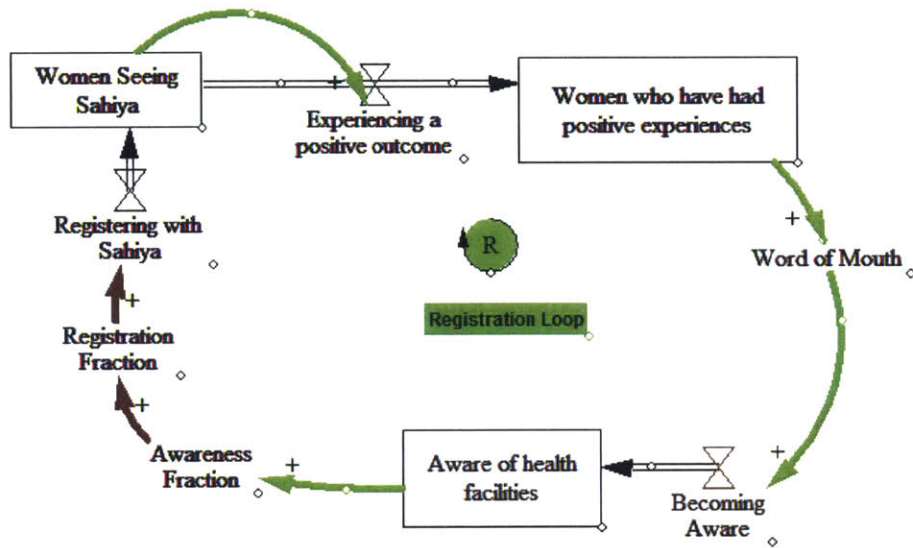 Women Seeing
Sahiya
+
Experiencing a
positive outcome
Women who have had
positive experiences
Registering with
Sahiya
R
+
Word of Mouth
+
Registration
Fraction
Registration Loop
+
Awareness
Fraction
+
Aware of health
facilities
+
Becoming
Aware